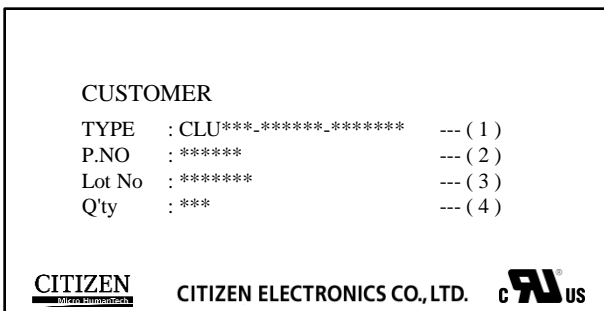 CUSTOMER
TYPE : CLU***-******-******* --- ( 1 )
P.NO : ****** --- ( 2 )
Lot No : ******* --- ( 3 )
Q'ty : *** --- ( 4 )
CITIZEN
Micro HumanTech
CITIZEN ELECTRONICS CO., LTD.
c RU ® US